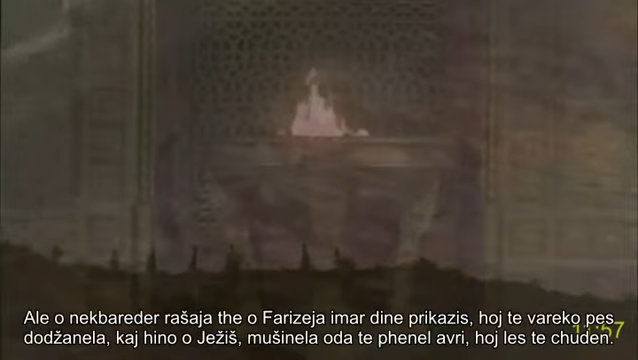 Ale o nekbareder rašaja the o Farizeja imar dine prikazis, hoj te vareko pes
dodžanela, kaj hino o Ježiš, mušinela oda te phenel avri, hoj les te chuden.